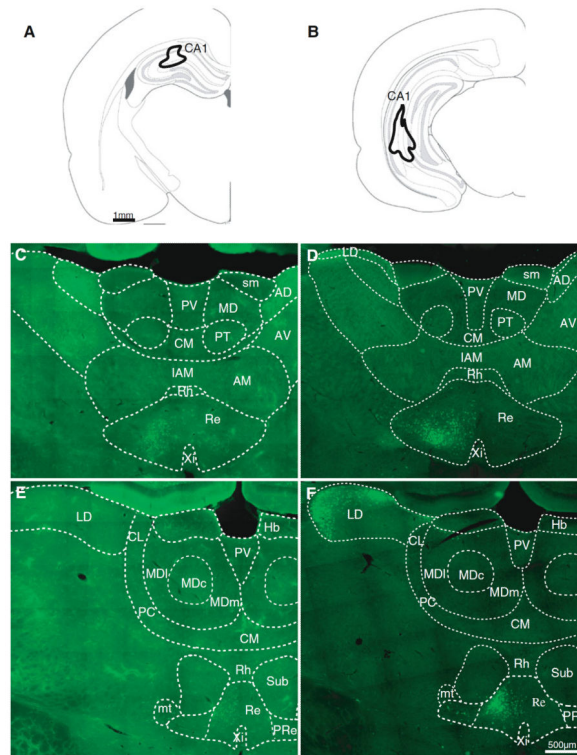 A
CA1
1mm
B
CA1
C
sm
PV
MD
AD
PT
AV
CM
IAM
AM
Rh
Re
Xi
D
LD
sm
PV
MD
AD
PT
AV
CM
IAM
AM
Rh
Re
Xi
E
LD
CL
Hb
PV
MDl
MDc
MDm
PC
CM
Rh
Sub
mt
Re
Xi
PRe
F
LD
CL
Hb
PV
MDl
MDc
MDm
PC
CM
Rh
Sub
mt
Re
PR
Xi
500µm